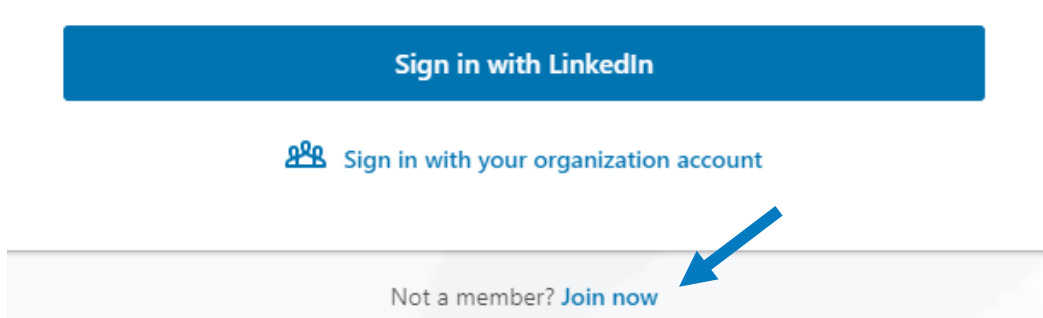 Sign in with LinkedIn
Sign in with your organization account
Not a member? Join now